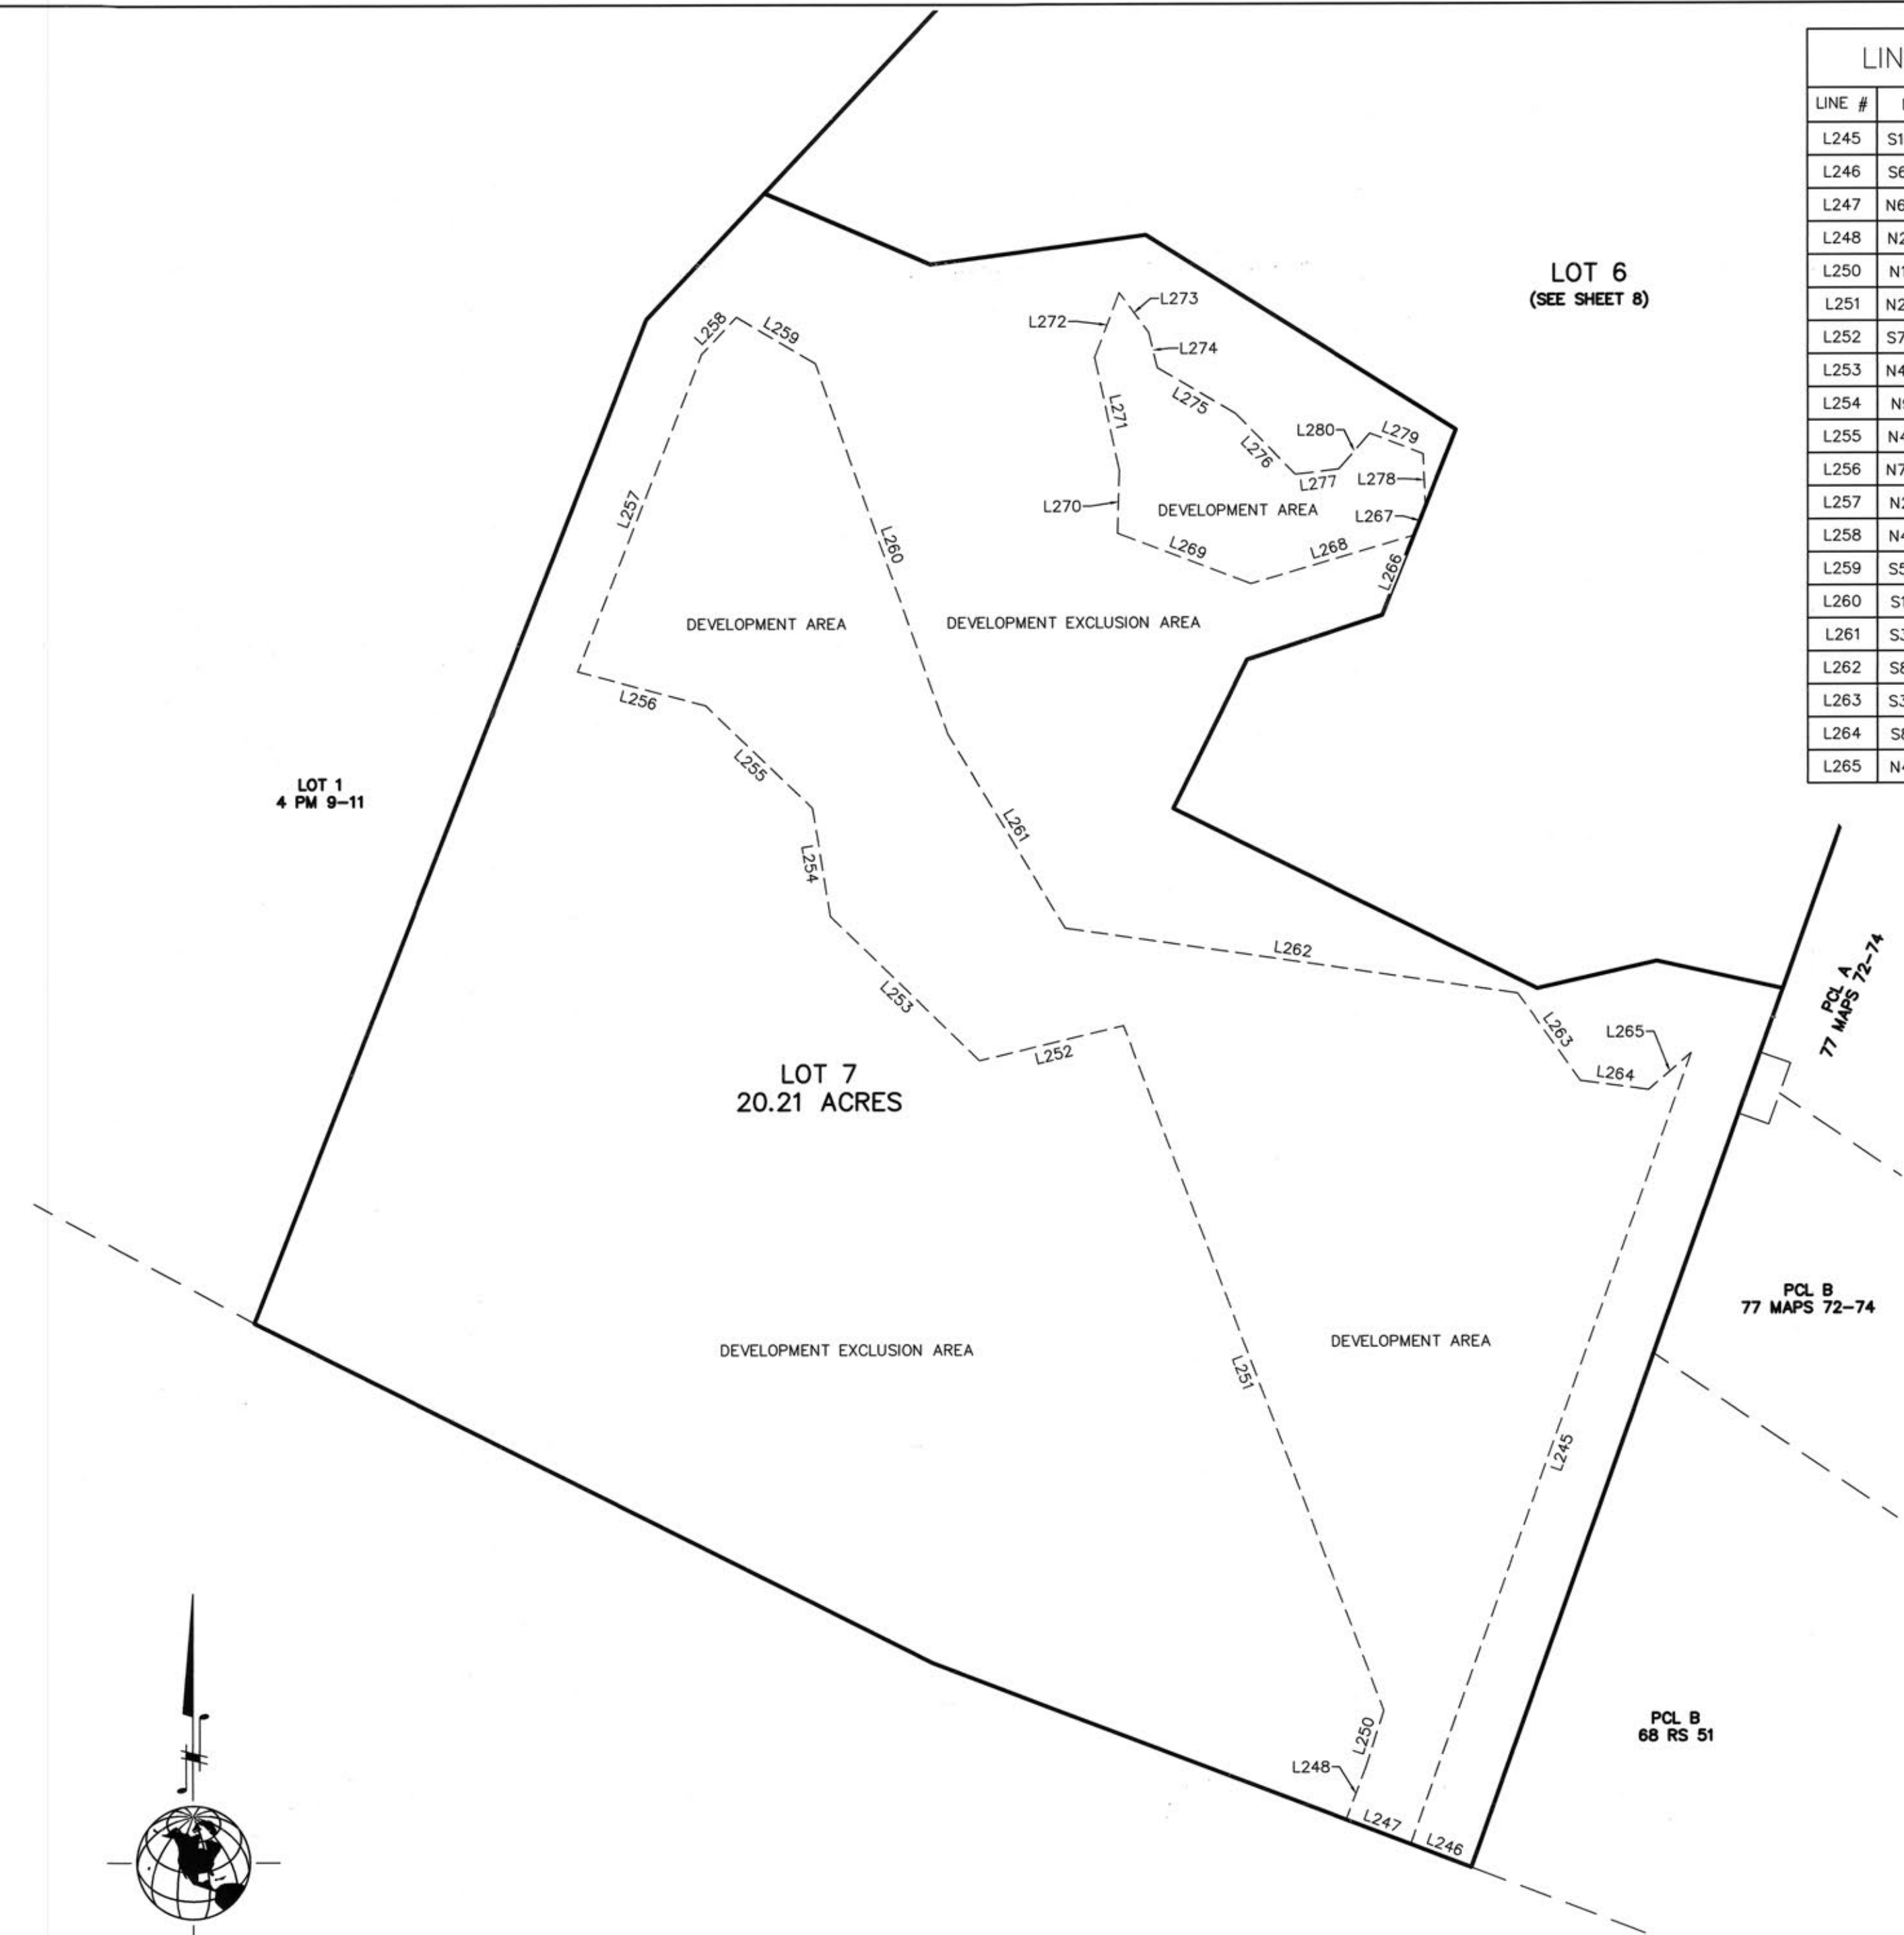 LIN
LINE #
L245 S1
L246 S6
L247 N6
L248 N2
L250 N1
L251 N2
L252 S7
L253 N4
L254 N9
L255 N4
L256 N7
L257 N2
L258 N4
L259 S5
L260 S1
L261 S3
L262 S8
L263 S3
L264 S8
L265 N4
LOT 6
(SEE SHEET 8)
L258
L259
L272
L273
L274
L271
L275
L276
L280
L279
L277
L278
L270
DEVELOPMENT AREA
L267
L269
L268
L266
L257
L260
DEVELOPMENT AREA
DEVELOPMENT EXCLUSION AREA
L256
L255
LOT 1
4 PM 9-11
L254
L261
L262
L253
L252
L263
L265
L264
PCL A
77 MAPS 72-74
LOT 7
20.21 ACRES
PCL B
77 MAPS 72-74
DEVELOPMENT EXCLUSION AREA
DEVELOPMENT AREA
L251
L245
PCL B
68 RS 51
L250
L248
L247
L246